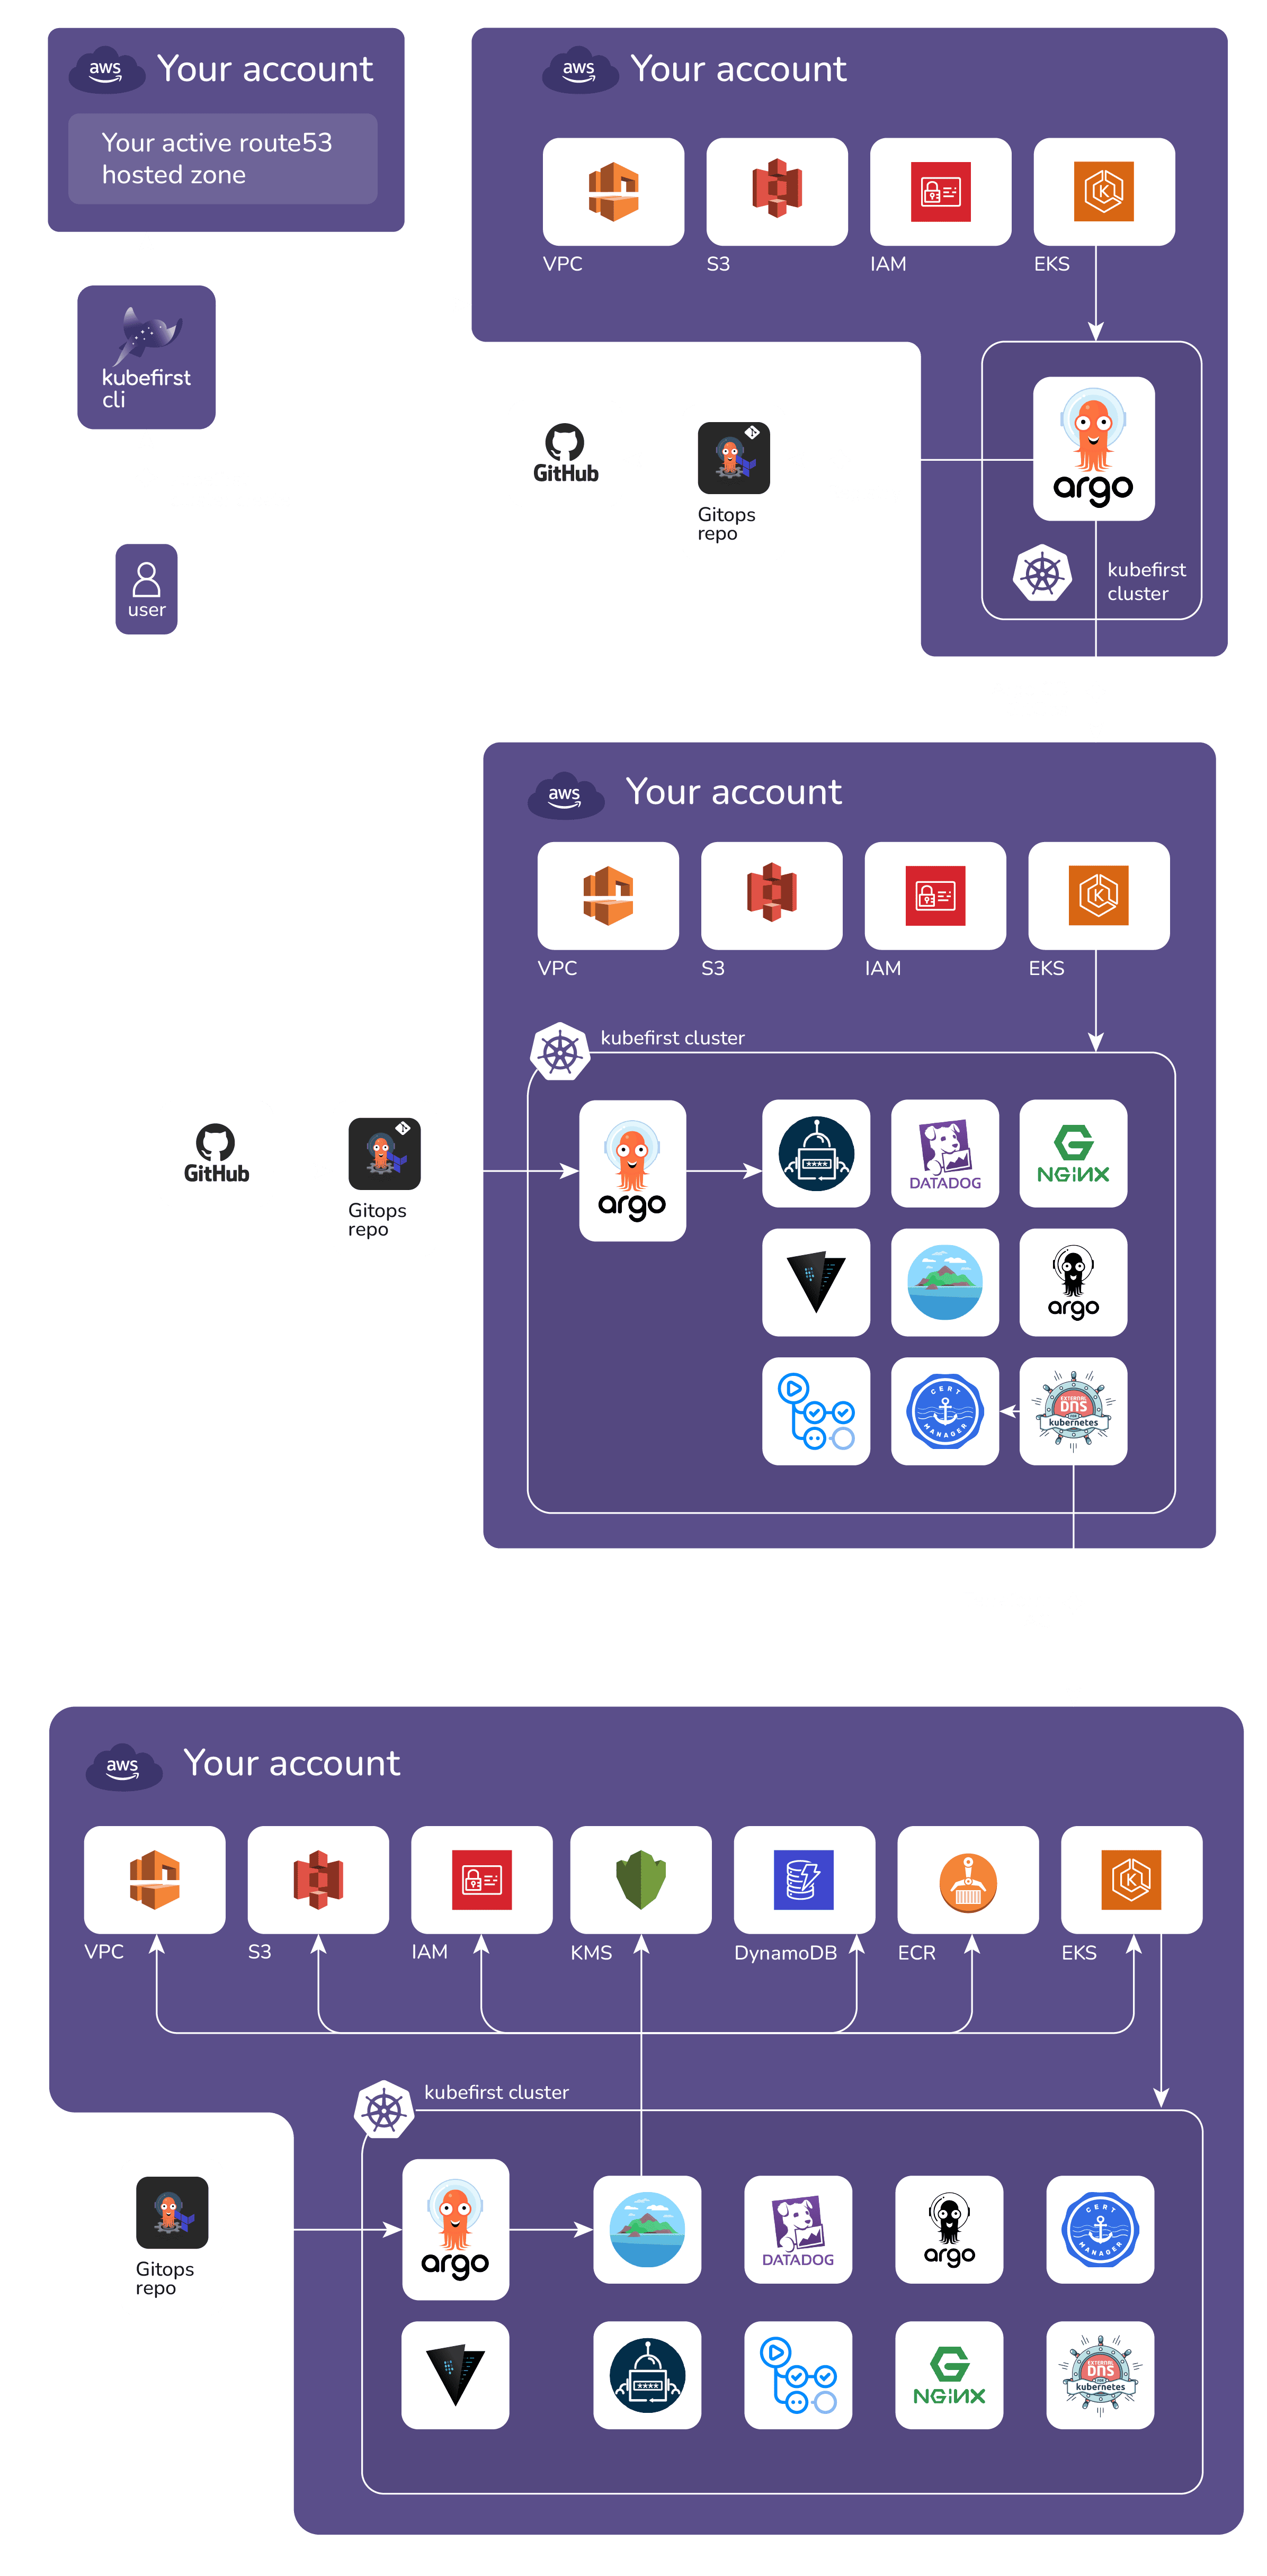 aws
Your account
Your active route53
hosted zone
kubefirst
cli
user
aws
Your account
VPC
S3
IAM
K
EKS
GitHub
Gitops
repo
argo
kubefirst
cluster
aws
Your account
VPC
S3
IAM
K
EKS
kubefirst cluster
GitHub
Gitops
repo
argo
****
DATADOG
NGiNX
argo
CERT
MANAGER
EXTERNAL
DNS
FOR
kubernetes
aws
Your account
VPC
S3
IAM
KMS
DynamoDB
ECR
K
EKS
kubefirst cluster
Gitops
repo
argo
DATADOG
argo
CERT
MANAGER
****
NGiNX
EXTERNAL
DNS
FOR
kubernetes